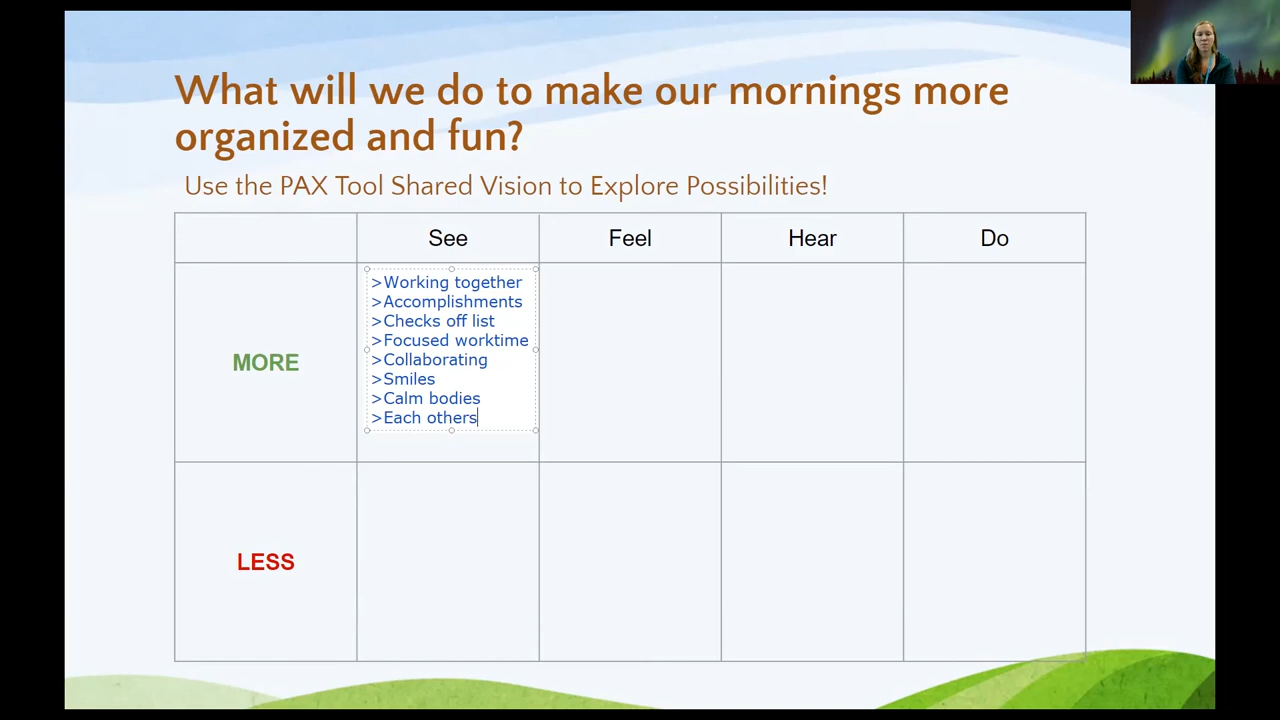 What will we do to make our mornings more
organized and fun?
Use the PAX Tool Shared Vision to Explore Possibilities!
See Feel Hear Do
MORE
>Working together
>Accomplishments
>Checks off list
>Focused worktime
>Collaborating
>Smiles
>Calm bodies
>Each others
LESS